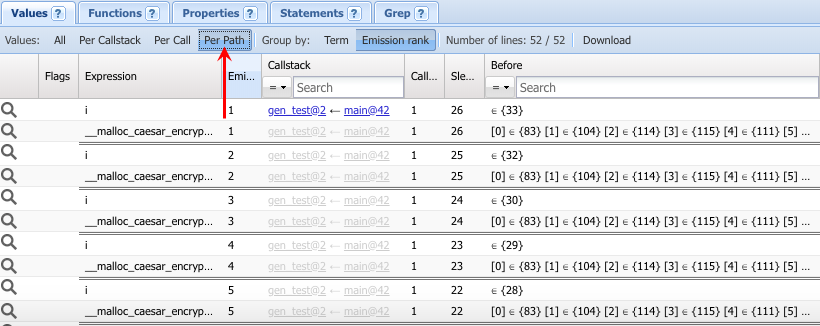 Values ? Functions ? Properties ? Statements ? Grep ?
Values: All Per Callstack Per Call Per Path Group by: Term Emission rank Number of lines: 52 / 52 Download
Flags Expression Emi... Callstack Call... Sle... Before
= Search = Search
i 1 gen_test@2 ← main@42 1 26 ∈ {33}
__malloc_caesar_encryp... 1 gen_test@2 ← main@42 1 26 [0] ∈ {83} [1] ∈ {104} [2] ∈ {114} [3] ∈ {115} [4] ∈ {111} [5] ...
i 2 gen_test@2 ← main@42 1 25 ∈ {32}
__malloc_caesar_encryp... 2 gen_test@2 ← main@42 1 25 [0] ∈ {83} [1] ∈ {104} [2] ∈ {114} [3] ∈ {115} [4] ∈ {111} [5] ...
i 3 gen_test@2 ← main@42 1 24 ∈ {30}
__malloc_caesar_encryp... 3 gen_test@2 ← main@42 1 24 [0] ∈ {83} [1] ∈ {104} [2] ∈ {114} [3] ∈ {115} [4] ∈ {111} [5] ...
i 4 gen_test@2 ← main@42 1 23 ∈ {29}
__malloc_caesar_encryp... 4 gen_test@2 ← main@42 1 23 [0] ∈ {83} [1] ∈ {104} [2] ∈ {114} [3] ∈ {115} [4] ∈ {111} [5] ...
i 5 gen_test@2 ← main@42 1 22 ∈ {28}
__malloc_caesar_encryp... 5 gen_test@2 ← main@42 1 22 [0] ∈ {83} [1] ∈ {104} [2] ∈ {114} [3] ∈ {115} [4] ∈ {111} [5] ...